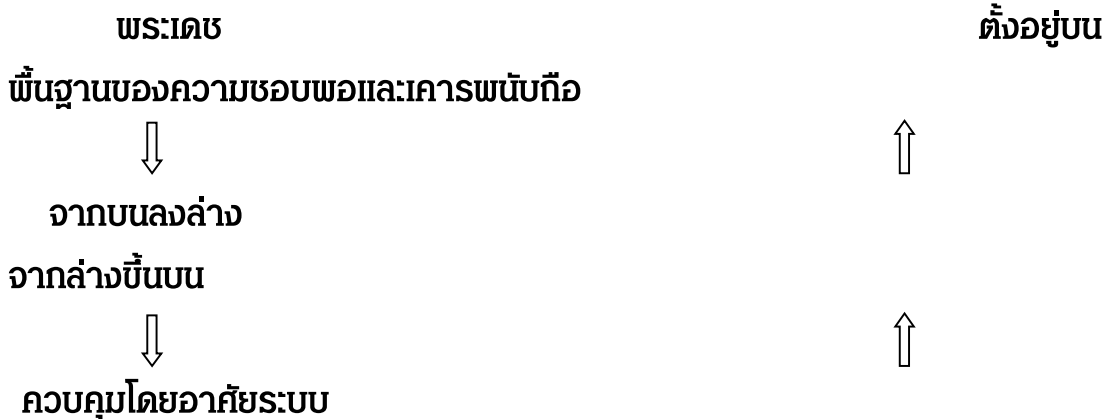 พระเดช ตั้งอยู่บน
พื้นฐานของความชอบพอและเคารพนับถือ
จากบนลงล่าง
จากล่างขึ้นบน
ควบคุมโดยอาศัยระบบ